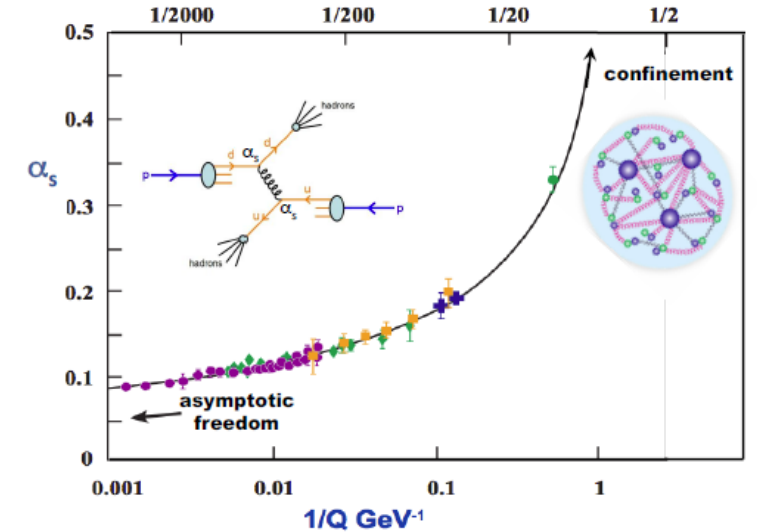 1/2000 1/200 1/20 1/2
0.5
confinement
hadrons
0.4
d
d
αs
p
αs
0.3
u
αs
u
p
hadrons
0.2
0.1
asymptotic
freedom
0
0.001 0.01 0.1 1
1/Q GeV-1